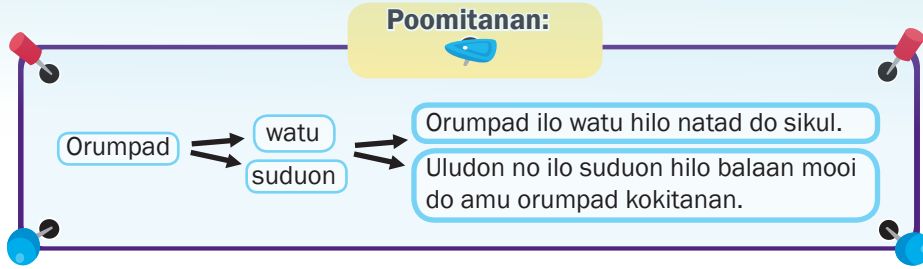 Poomitanan:
Orumpad
watu
suduon
Orumpad ilo watu hilo natad do sikul.
Uludon no ilo suduon hilo balaan mooi
do amu orumpad kokitanan.